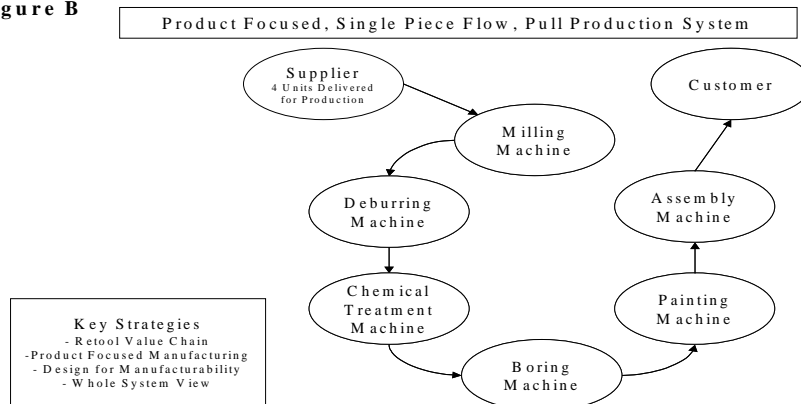 gure B
Product Focused, Single Piece Flow, Pull Production System
Supplier
4 Units Delivered
for Production
Customer
Milling
Machine
Deburring
Machine
Assembly
Machine
Chemical
Treatment
Machine
Painting
Machine
Boring
Machine
Key Strategies
- Retool Value Chain
-Product Focused Manufacturing
- Design for Manufacturability
- Whole System View